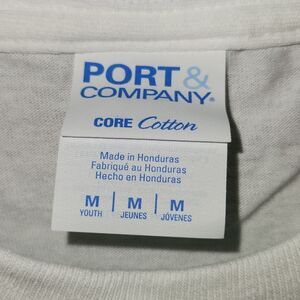 PORT &
COMPANY®
CORE Cotton
Made in Honduras
Fabriqué au Honduras
Hecho en Honduras
M | M | M
YOUTH | JEUNES | JÓVENES